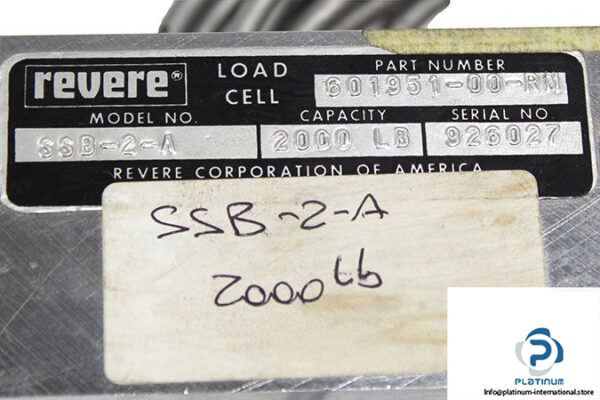 revere®
LOAD CELL
PART NUMBER
601951-00-RM
MODEL NO.
CAPACITY
SERIAL NO
SSB-2-A
2000 LB
926027
REVERE CORPORATION OF AMERICA
SSB-2-A
2000 Lb
PLATINUM
Info@platinum-international.store